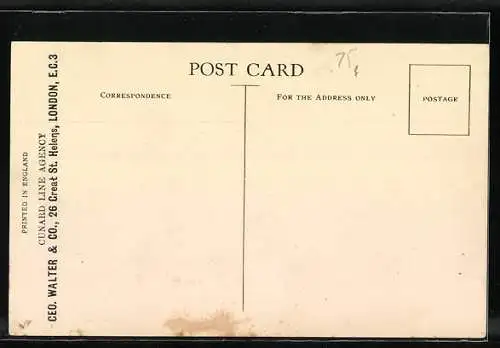 POST CARD
75
CORRESPONDENCE
FOR THE ADDRESS ONLY
POSTAGE
PRINTED IN ENGLAND
CUNARD LINE AGENCY
GEO. WALTER & CO., 26 Great St. Helens, LONDON, E.C.3